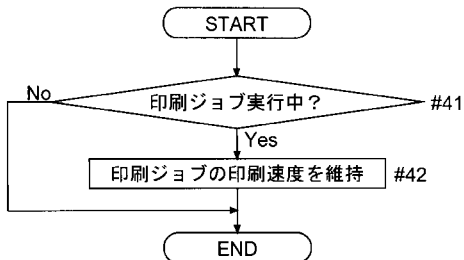 START
印刷ジョブ実行中？ #41
No
Yes
印刷ジョブの印刷速度を維持 #42
END